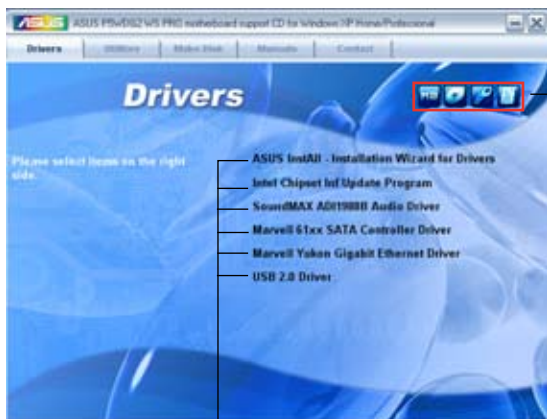 ASUS P5WDG2 WS PRO motherboard support CD for Windows XP Home/Professional
Drivers
Utilities
Make Disk
Manuals
Contact
Drivers
Please select items on the right
side.
ASUS InstAll - Installation Wizard for Drivers
Intel Chipset Inf Update Program
SoundMAX ADI1988B Audio Driver
Marvell 61xx SATA Controller Driver
Marvell Yukon Gigabit Ethernet Driver
USB 2.0 Driver